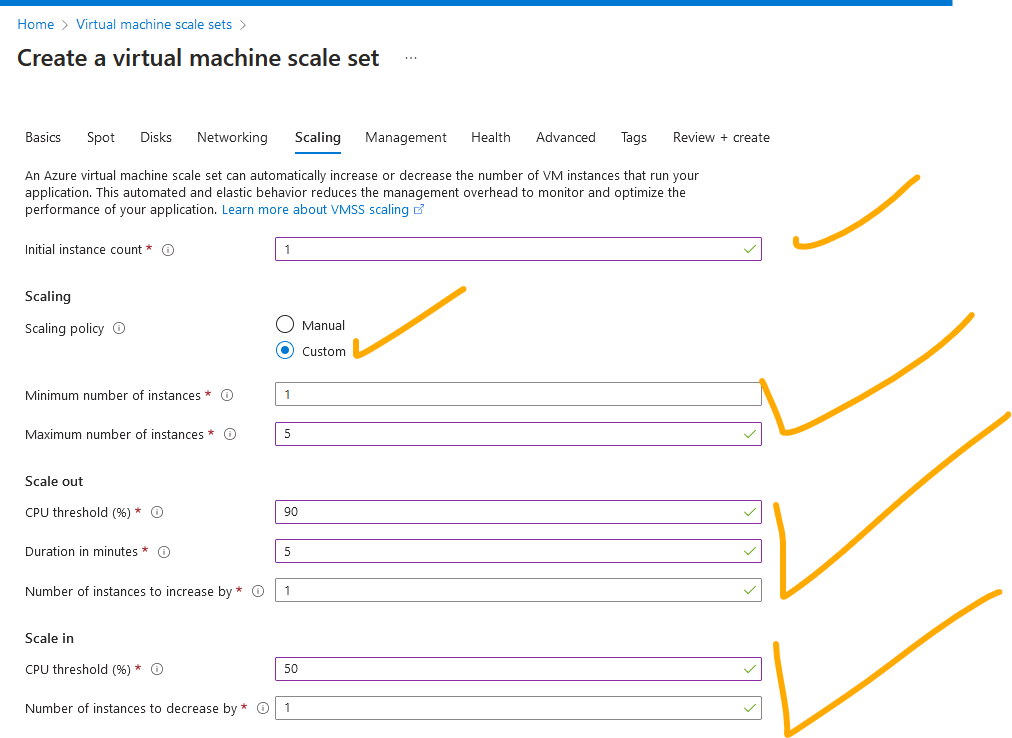 Home > Virtual machine scale sets >
Create a virtual machine scale set ...
Basics Spot Disks Networking Scaling Management Health Advanced Tags Review + create
An Azure virtual machine scale set can automatically increase or decrease the number of VM instances that run your
application. This automated and elastic behavior reduces the management overhead to monitor and optimize the
performance of your application. Learn more about VMSS scaling
Initial instance count * 1
Scaling
Scaling policy Manual
Custom
Minimum number of instances * 1
Maximum number of instances * 5
Scale out
CPU threshold (%) * 90
Duration in minutes * 5
Number of instances to increase by * 1
Scale in
CPU threshold (%) * 50
Number of instances to decrease by * 1